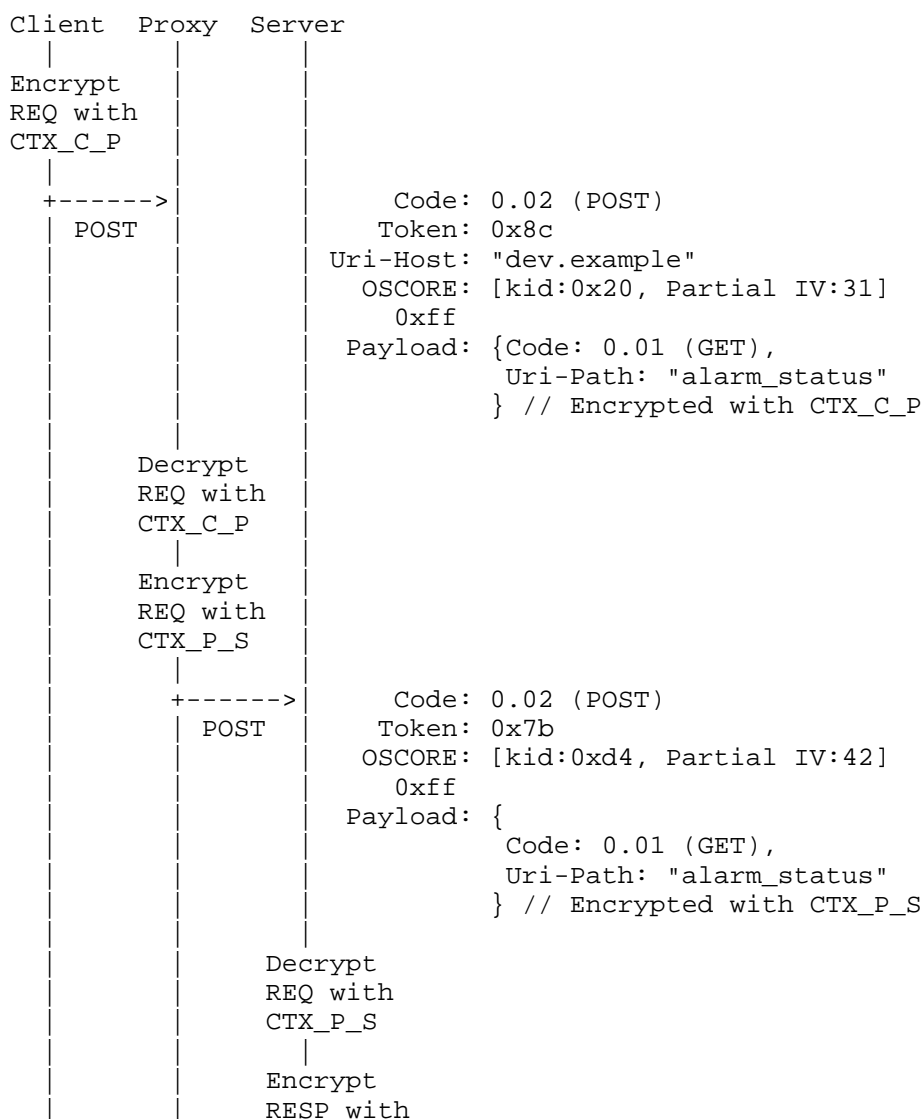 Client  Proxy  Server
   |      |      |
Encrypt   |      |
REQ with  |      |
CTX_C_P   |      |
  |       |      |
  +------>|      |     Code: 0.02 (POST)
  | POST  |      |    Token: 0x8c
  |       |      | Uri-Host: "dev.example"
  |       |      |   OSCORE: [kid:0x20, Partial IV:31]
  |       |      |     0xff
  |       |      |  Payload: {Code: 0.01 (GET),
  |       |      |            Uri-Path: "alarm_status"
  |       |      |           } // Encrypted with CTX_C_P
  |       |      |
  |     Decrypt  |
  |     REQ with |
  |     CTX_C_P  |
  |       |      |
  |     Encrypt  |
  |     REQ with |
  |     CTX_P_S  |
  |       |      |
  |       +------>|     Code: 0.02 (POST)
  |       | POST  |    Token: 0x7b
  |       |       |   OSCORE: [kid:0xd4, Partial IV:42]
  |       |       |     0xff
  |       |       |  Payload: {
  |       |       |            Code: 0.01 (GET),
  |       |       |            Uri-Path: "alarm_status"
  |       |       |           } // Encrypted with CTX_P_S
  |       |       |
  |       |     Decrypt
  |       |     REQ with
  |       |     CTX_P_S
  |       |       |
  |       |     Encrypt
  |       |     RESP with